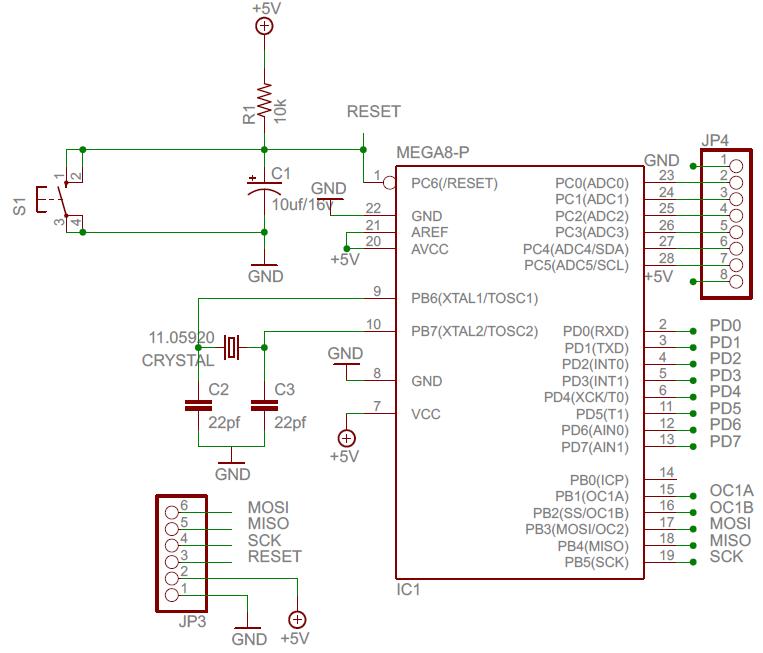 +5V
R1
10k
RESET
MEGA8-P
JP4
S1
1
2
3
4
C1
10uf/16v
GND
GND
+5V
1
22
21
20
9
10
8
7
PC6(/RESET)
GND
AREF
AVCC
PB6(XTAL1/TOSC1)
PB7(XTAL2/TOSC2)
GND
VCC
PC0(ADC0)
PC1(ADC1)
PC2(ADC2)
PC3(ADC3)
PC4(ADC4/SDA)
PC5(ADC5/SCL)
PD0(RXD)
PD1(TXD)
PD2(INT0)
PD3(INT1)
PD4(XCK/T0)
PD5(T1)
PD6(AIN0)
PD7(AIN1)
PB0(ICP)
PB1(OC1A)
PB2(SS/OC1B)
PB3(MOSI/OC2)
PB4(MISO)
PB5(SCK)
GND
23
24
25
26
27
28
+5V
1
2
3
4
5
6
7
8
2
3
4
5
6
11
12
13
14
15
16
17
18
19
PD0
PD1
PD2
PD3
PD4
PD5
PD6
PD7
OC1A
OC1B
MOSI
MISO
SCK
11.05920
CRYSTAL
C2
22pf
C3
22pf
GND
GND
+5V
6 MOSI
5 MISO
4 SCK
3 RESET
2
1
JP3
GND
+5V
IC1